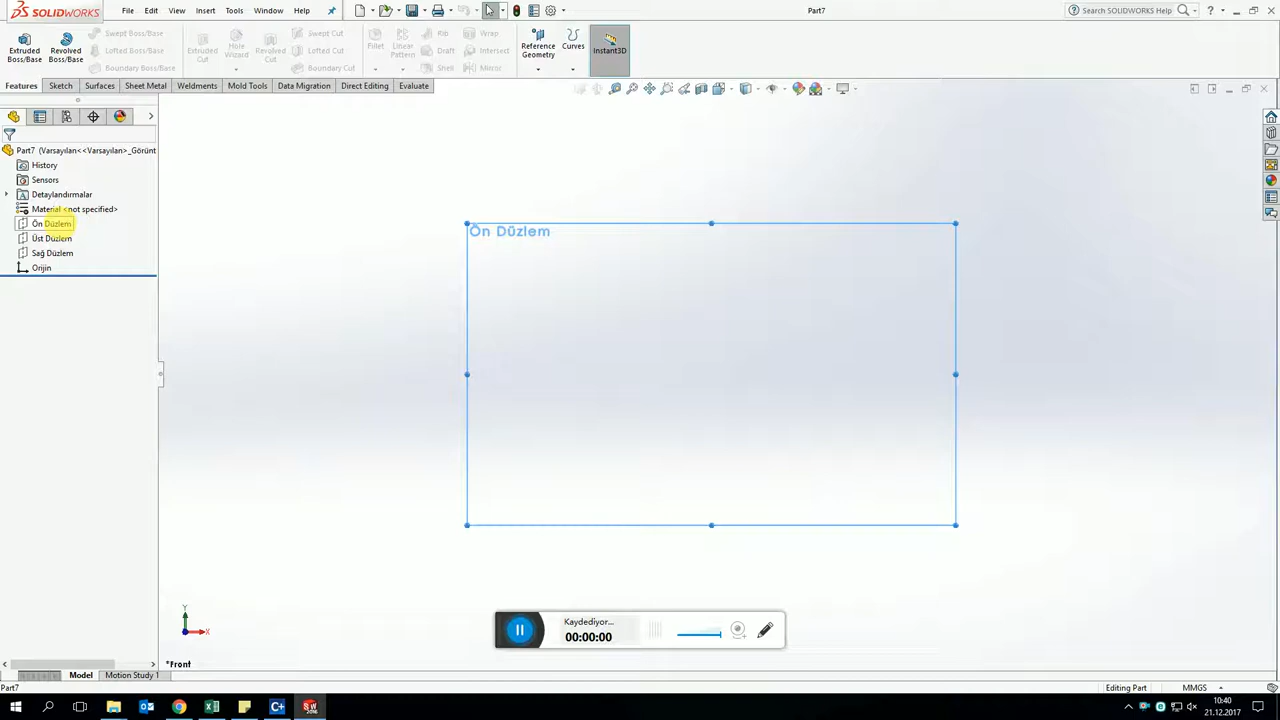 SOLIDWORKS File Edit View Insert Tools Window Help Part7 Search SOLIDWORKS Help
Extruded Boss/Base
Revolved Boss/Base
Swept Boss/Base
Lofted Boss/Base
Boundary Boss/Base
Extruded Cut
Hole Wizard
Revolved Cut
Swept Cut
Lofted Cut
Boundary Cut
Fillet
Linear Pattern
Rib
Draft
Shell
Wrap
Intersect
Mirror
Reference Geometry
Curves
Instant3D
Features Sketch Surfaces Sheet Metal Weldments Mold Tools Data Migration Direct Editing Evaluate
Part7 (Varsayılan<<Varsayılan>_Görünt
History
Sensors
Detaylandırmalar
Material <not specified>
Ön Düzlem
Üst Düzlem
Sağ Düzlem
Orijin
Ön Düzlem
Kaydediyor...
00:00:00
Y
X
*Front
Model Motion Study 1
Part7 Editing Part MMGS
10:40
21.12.2017